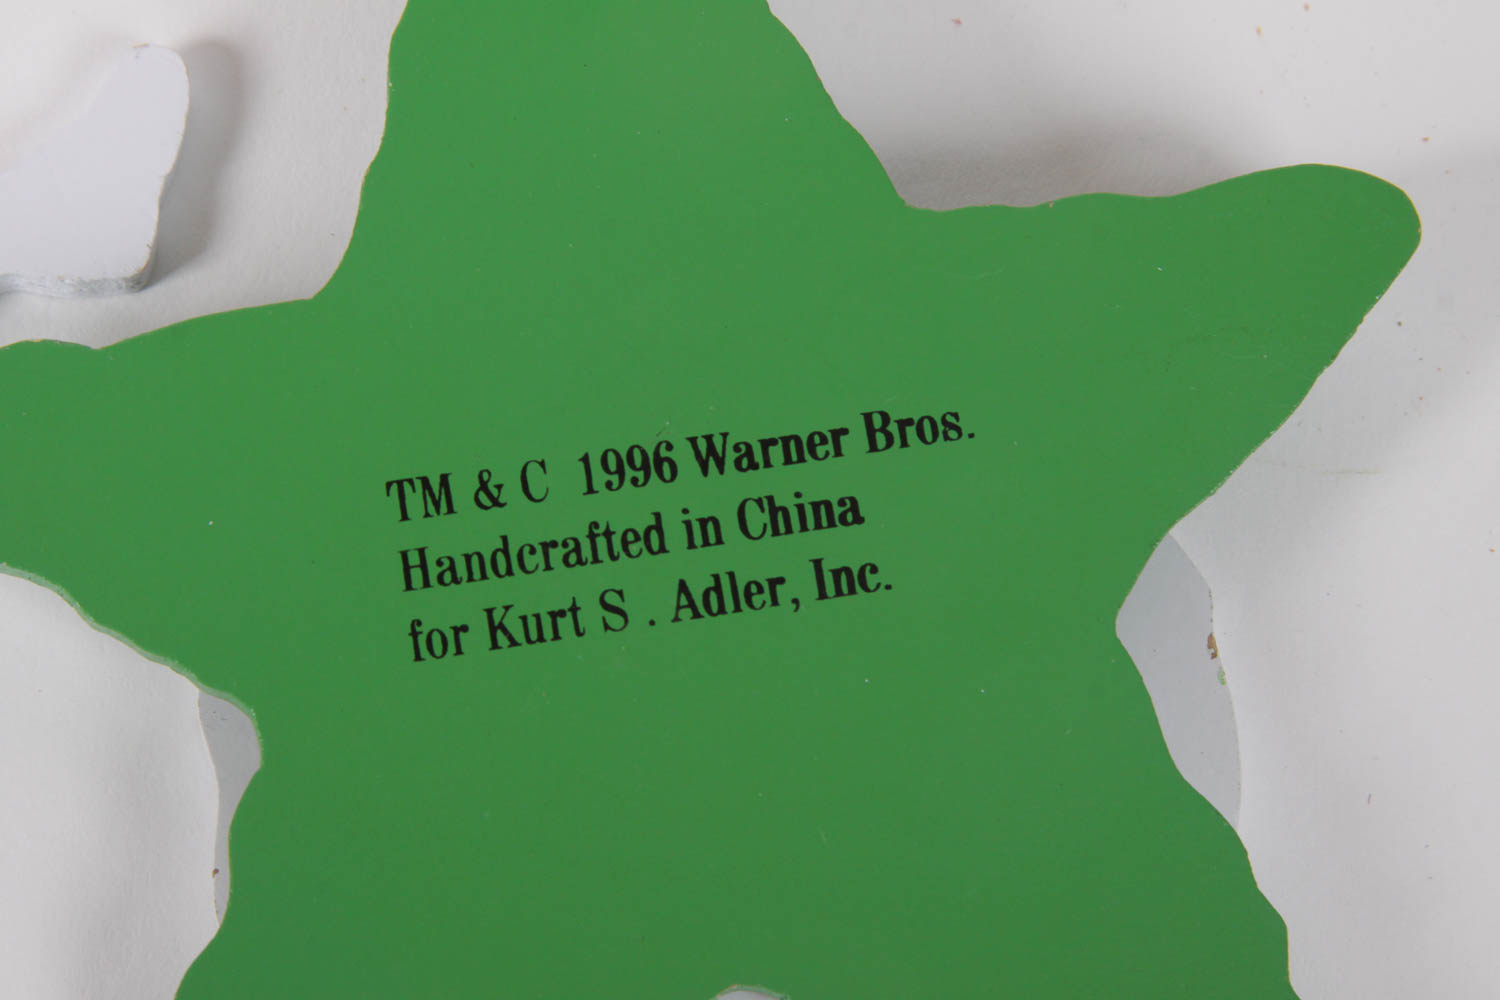 TM & C 1996 Warner Bros.
Handcrafted in China
for Kurt S . Adler, Inc.